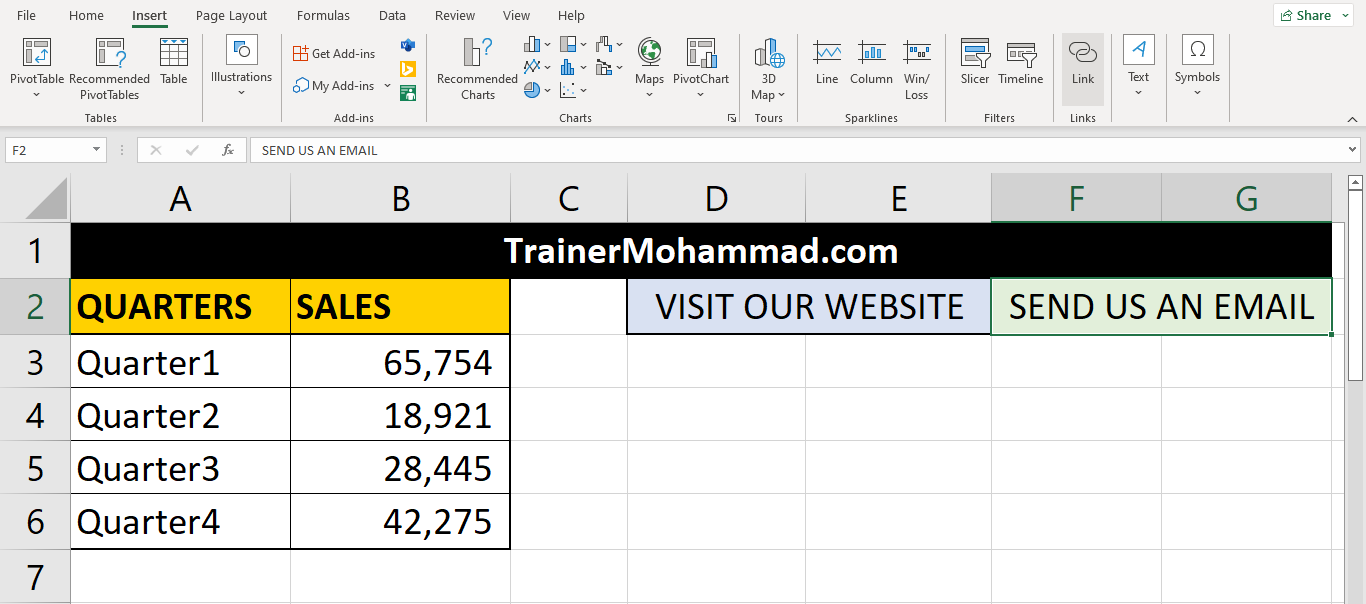 File Home Insert Page Layout Formulas Data Review View Help Share
PivotTable Recommended PivotTables Table Illustrations Get Add-ins My Add-ins Recommended Charts Maps PivotChart 3D Map Line Column Win/Loss Slicer Timeline Link Text Symbols
Tables Add-ins Charts Tours Sparklines Filters Links
F2 fx SEND US AN EMAIL
A B C D E F G
1 TrainerMohammad.com
2 QUARTERS SALES VISIT OUR WEBSITE SEND US AN EMAIL
3 Quarter1 65,754
4 Quarter2 18,921
5 Quarter3 28,445
6 Quarter4 42,275
7